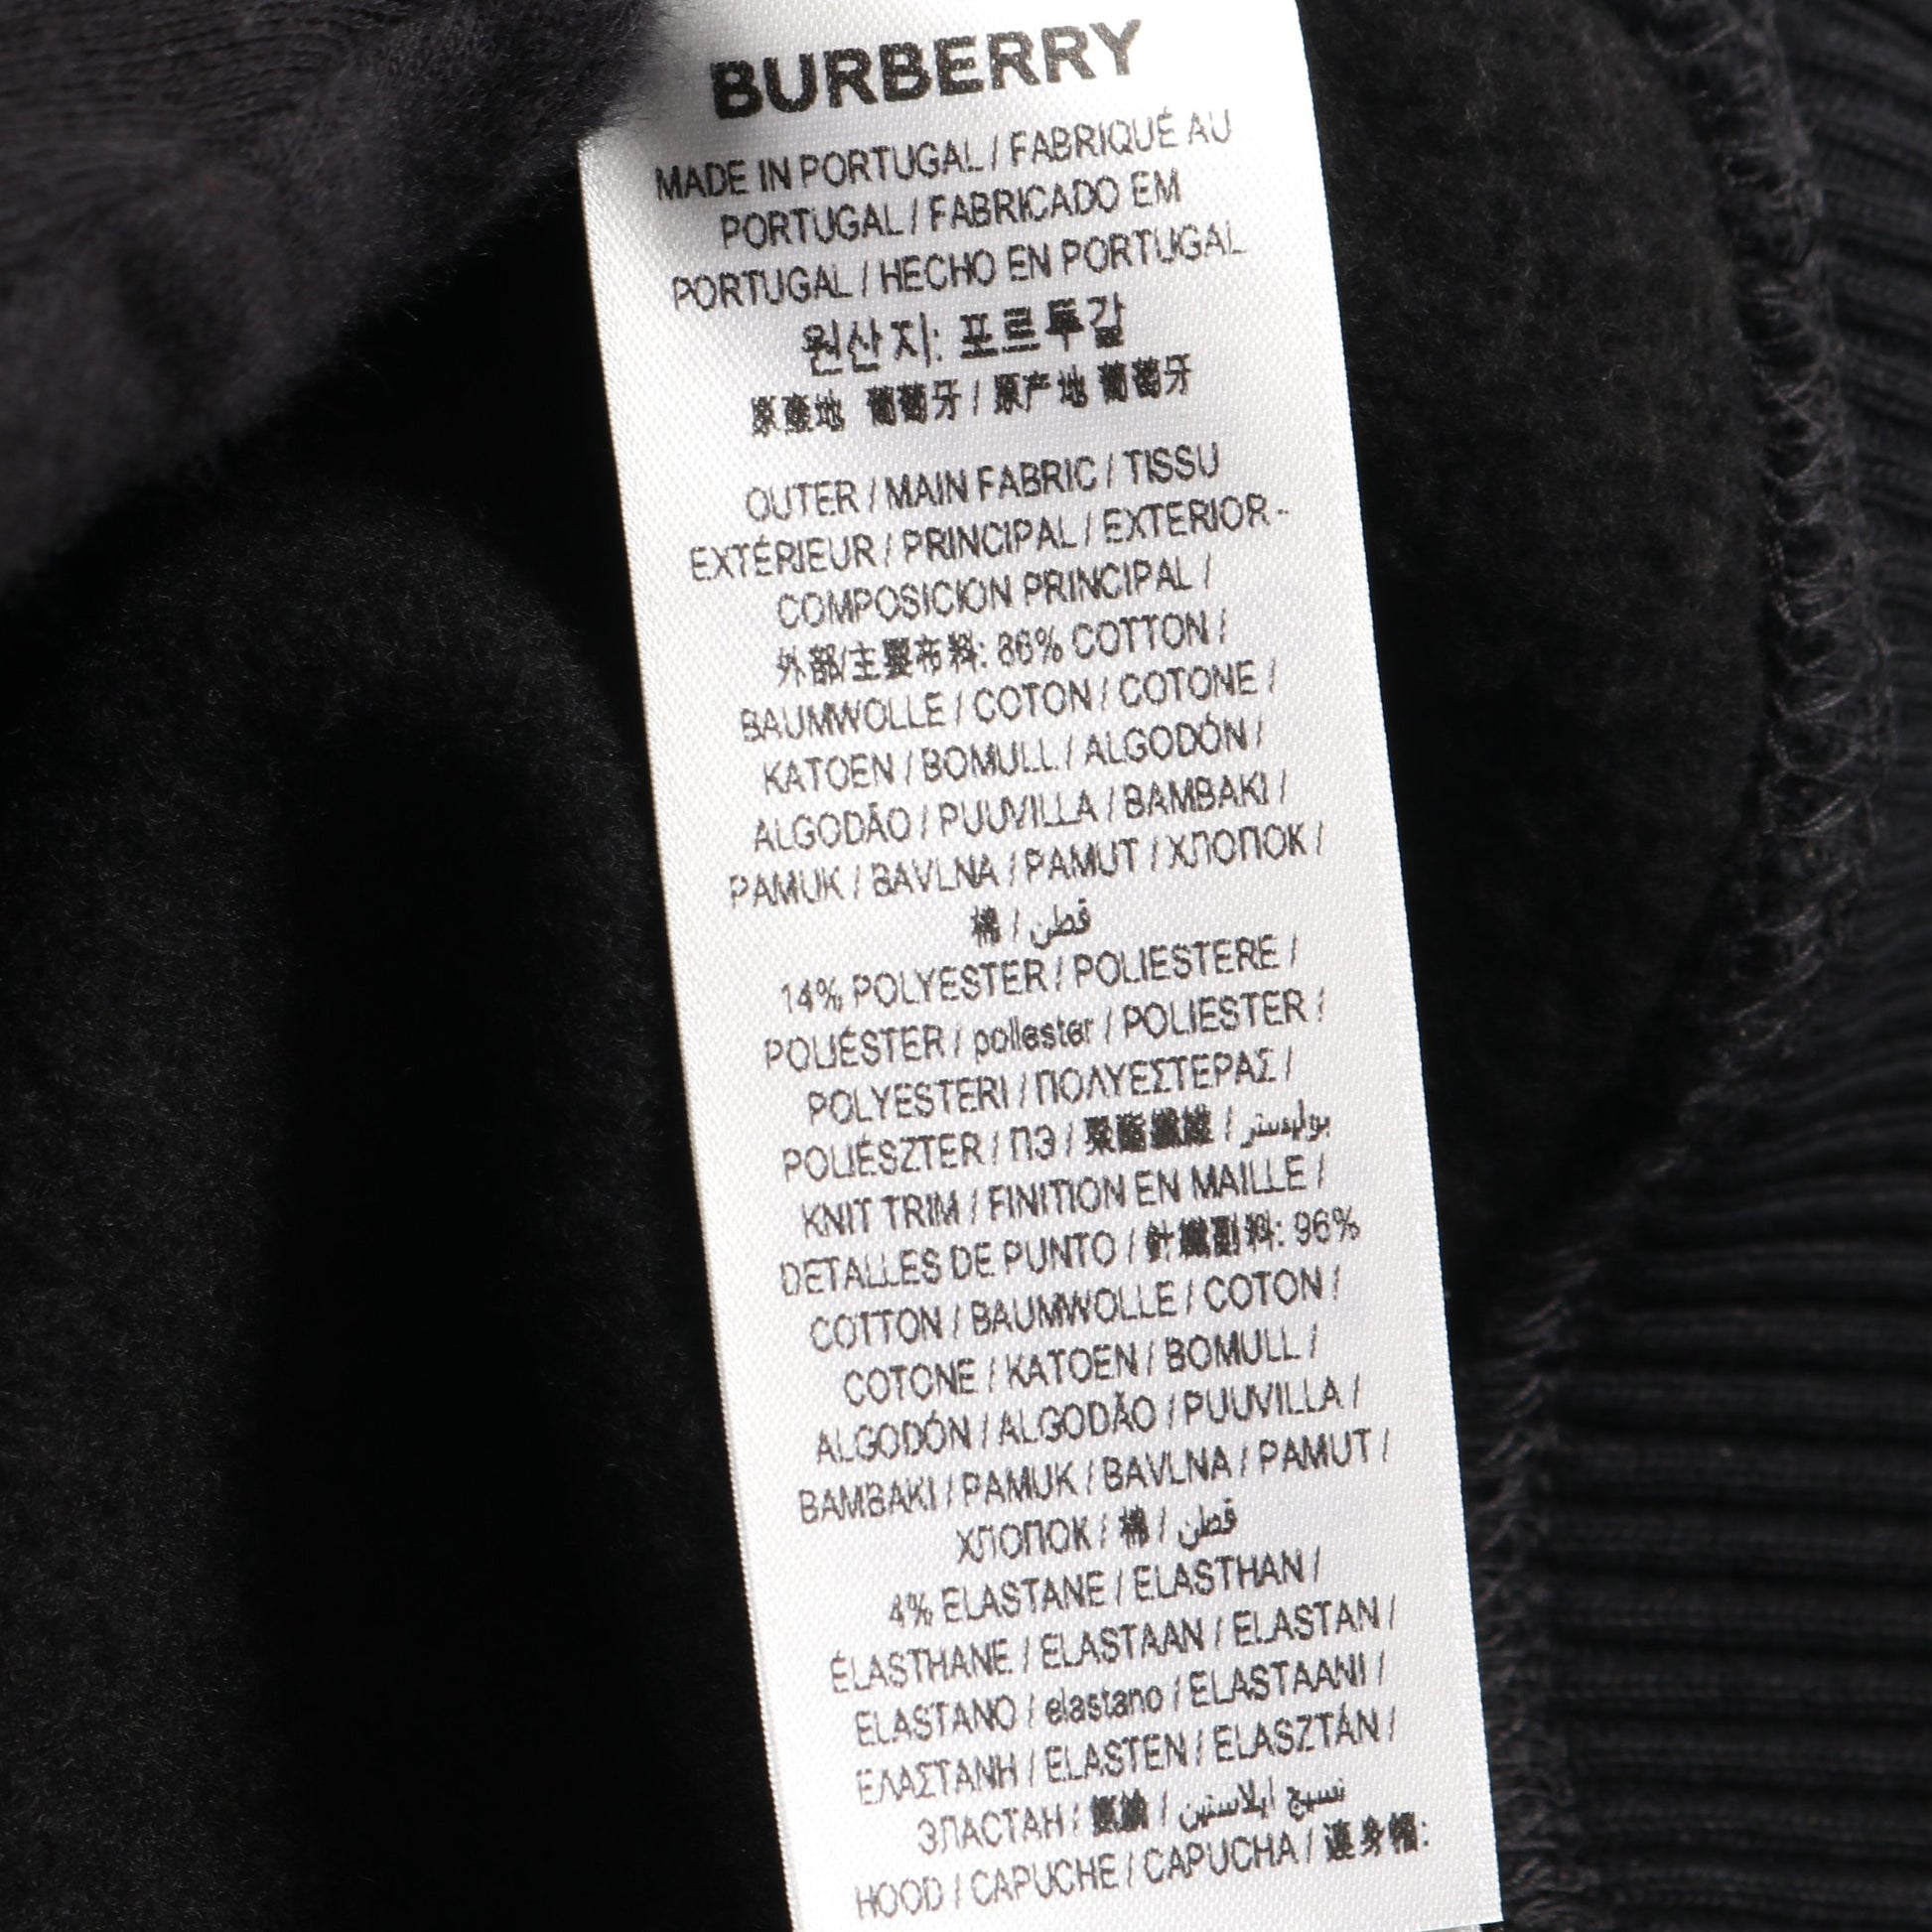 BURBERRY
MADE IN PORTUGAL / FABRIQUÉ AU
PORTUGAL / FABRICADO EM
PORTUGAL / HECHO EN PORTUGAL
원산지: 포르투갈
原產地 葡萄牙 / 原产地 葡萄牙
OUTER / MAIN FABRIC / TISSU
EXTÉRIEUR / PRINCIPAL / EXTERIOR -
COMPOSICION PRINCIPAL /
外部/主要布料: 86% COTTON /
BAUMWOLLE / COTON / COTONE /
KATOEN / BOMULL / ALGODÓN /
ALGODÃO / PUUVILLA / BAMBAKI /
PAMUK / BAVLNA / PAMUT / ХЛОПОК /
棉 / قطن
14% POLYESTER / POLIESTERE /
POLIÉSTER / poliester / POLIESTER /
POLYESTERI / ΠΟΛΥΕΣΤΕΡΑΣ /
POLIÉSZTER / ПЭ / 聚酯纖維 / بوليستر
KNIT TRIM / FINITION EN MAILLE /
DETALLES DE PUNTO / 針織副料: 96%
COTTON / BAUMWOLLE / COTON /
COTONE / KATOEN / BOMULL /
ALGODÓN / ALGODÃO / PUUVILLA /
BAMBAKI / PAMUK / BAVLNA / PAMUT /
ХЛОПОК / 棉 / قطن
4% ELASTANE / ELASTHAN /
ÉLASTHANE / ELASTAAN / ELASTAN /
ELASTANO / elastano / ELASTAANI /
ΕΛΑΣΤΑΝΗ / ELASTEN / ELASZTÁN /
ЭЛАСТАН / نسيج ايلاستين
HOOD / CAPUCHE / CAPUCHA / 連身帽: